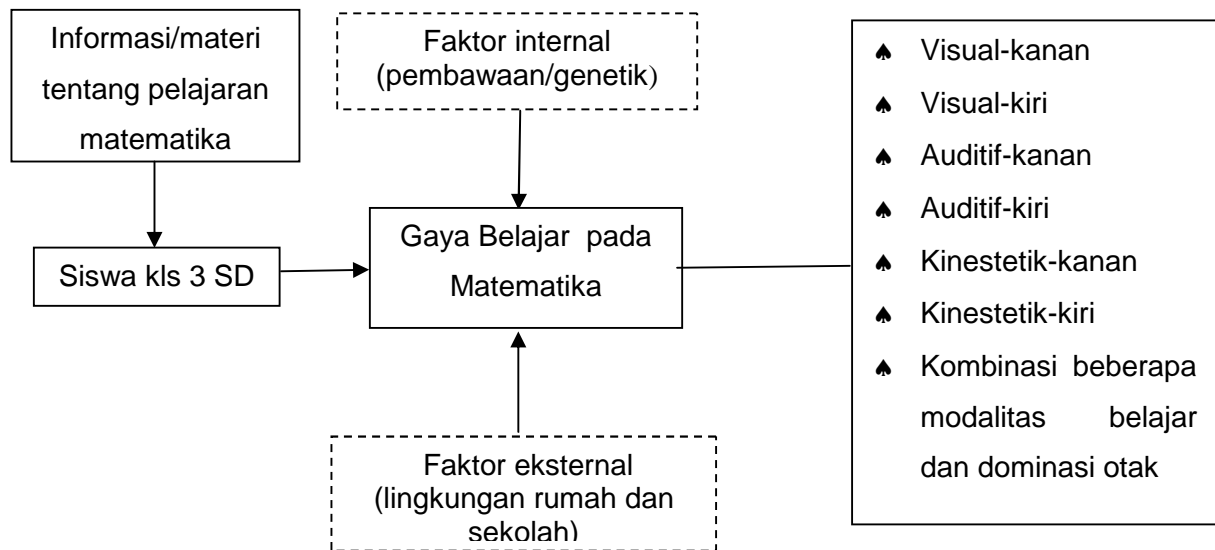 Informasi/materi
tentang pelajaran
matematika
Siswa kls 3 SD
Faktor internal
(pembawaan/genetik)
Gaya Belajar pada
Matematika
Faktor eksternal
(lingkungan rumah dan
sekolah)
♠ Visual-kanan
♠ Visual-kiri
♠ Auditif-kanan
♠ Auditif-kiri
♠ Kinestetik-kanan
♠ Kinestetik-kiri
♠ Kombinasi beberapa
modalitas belajar
dan dominasi otak